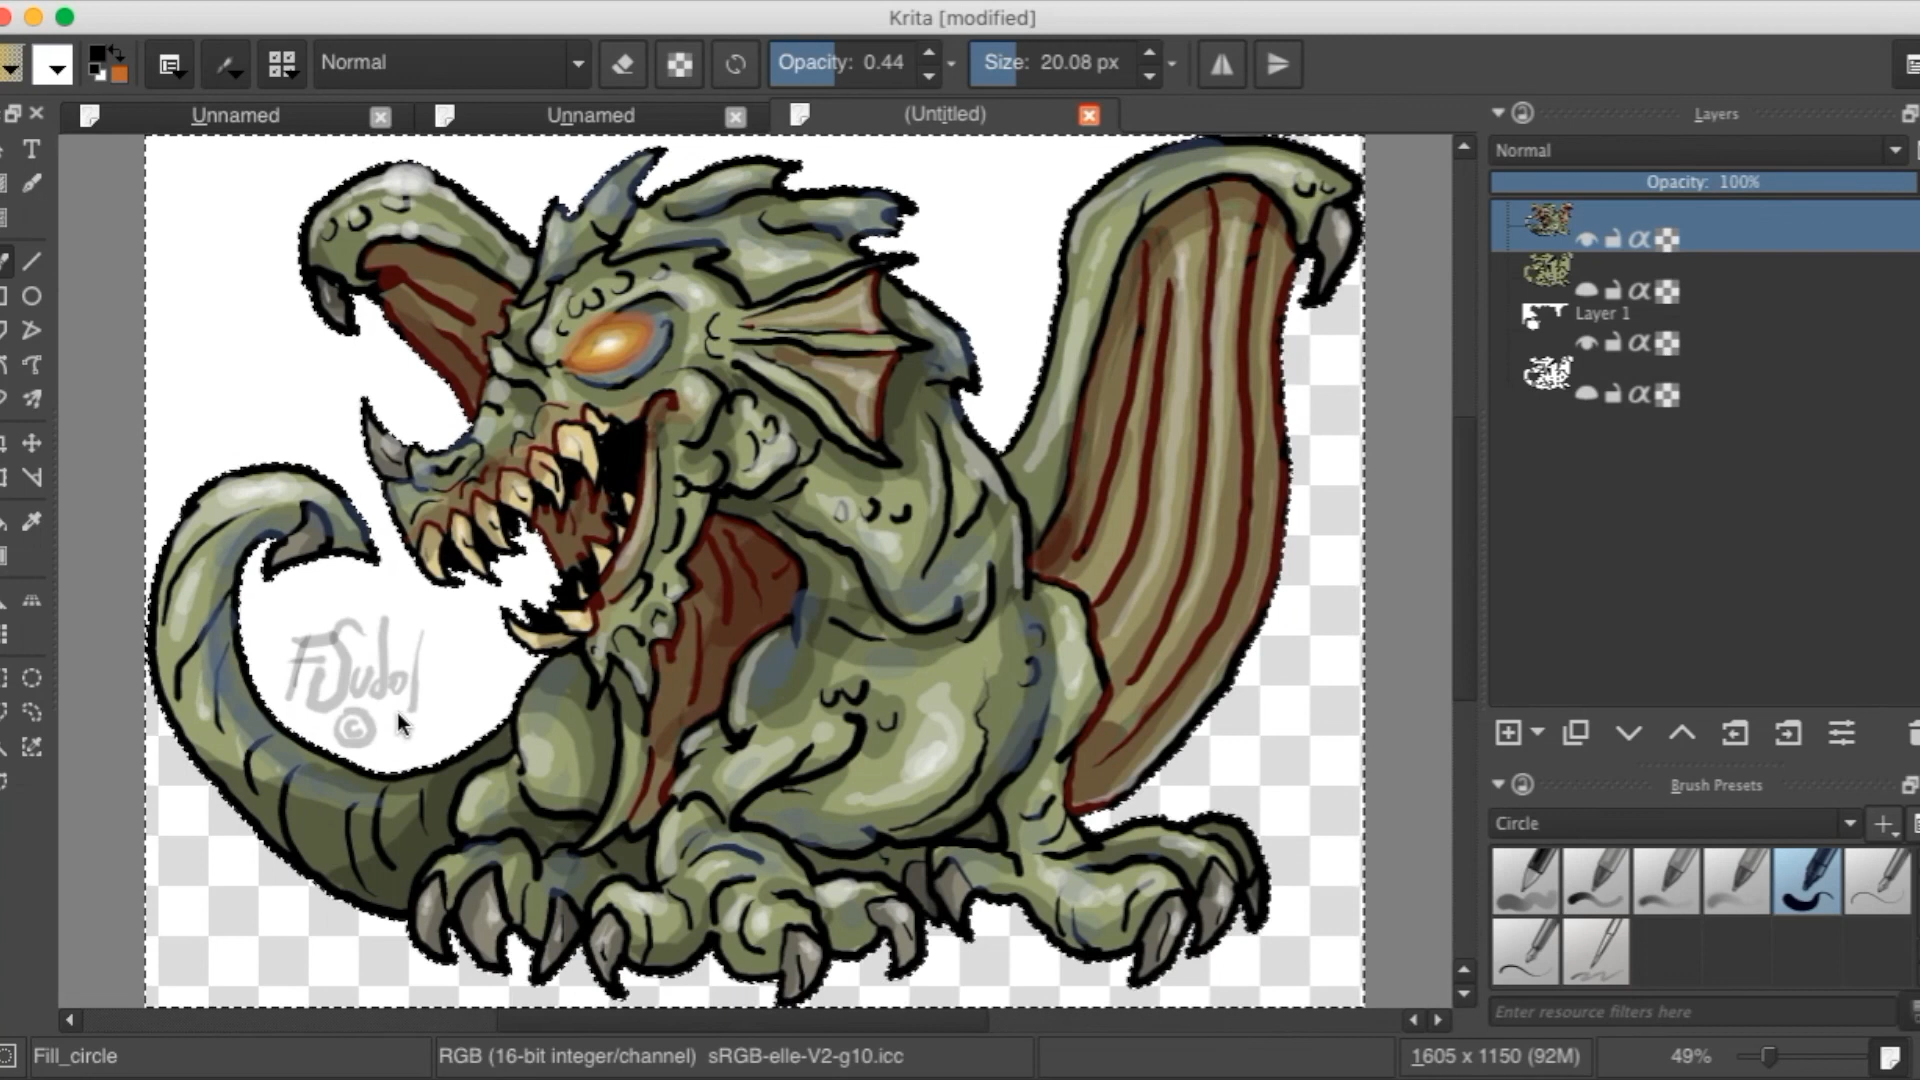 Krita [modified]
Normal
Opacity: 0.44
Size: 20.08 px
Unnamed
Unnamed
(Untitled)
Layers
Normal
Opacity: 100%
Layer 1
Brush Presets
Circle
Enter resource filters here
FiSudol
©
Fill_circle
RGB (16-bit integer/channel) sRGB-elle-V2-g10.icc
1605 x 1150 (92M)
49%